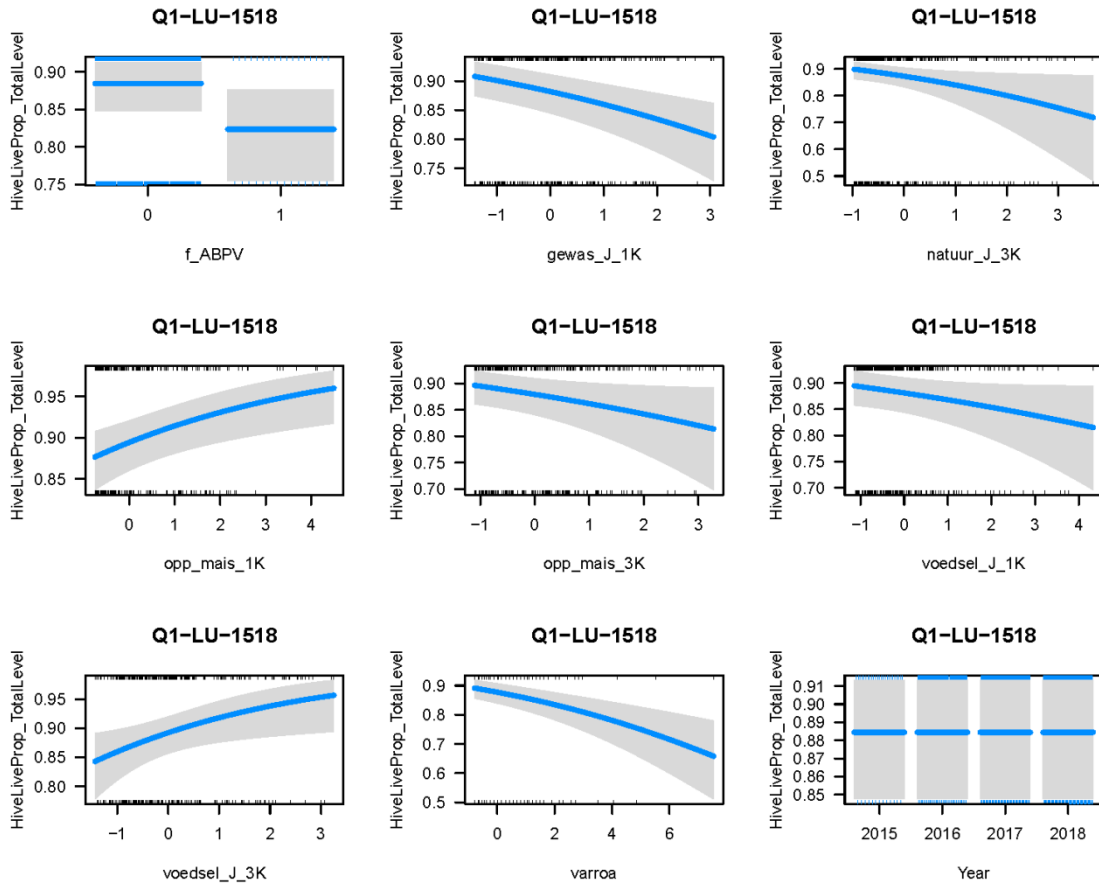 Q1−LU−1518
HiveLiveProp_TotalLevel
0.90
0.85
0.80
0.75
0 1
f_ABPV
Q1−LU−1518
HiveLiveProp_TotalLevel
0.90
0.85
0.80
0.75
−1 0 1 2 3
gewas_J_1K
Q1−LU−1518
HiveLiveProp_TotalLevel
0.9
0.8
0.7
0.6
0.5
−1 0 1 2 3
natuur_J_3K
Q1−LU−1518
HiveLiveProp_TotalLevel
0.95
0.90
0.85
0 1 2 3 4
opp_mais_1K
Q1−LU−1518
HiveLiveProp_TotalLevel
0.90
0.85
0.80
0.75
0.70
−1 0 1 2 3
opp_mais_3K
Q1−LU−1518
HiveLiveProp_TotalLevel
0.90
0.85
0.80
0.75
0.70
−1 0 1 2 3 4
voedsel_J_1K
Q1−LU−1518
HiveLiveProp_TotalLevel
0.95
0.90
0.85
0.80
−1 0 1 2 3
voedsel_J_3K
Q1−LU−1518
HiveLiveProp_TotalLevel
0.9
0.8
0.7
0.6
0.5
0 2 4 6
varroa
Q1−LU−1518
HiveLiveProp_TotalLevel
0.91
0.90
0.89
0.88
0.87
0.86
0.85
2015 2016 2017 2018
Year